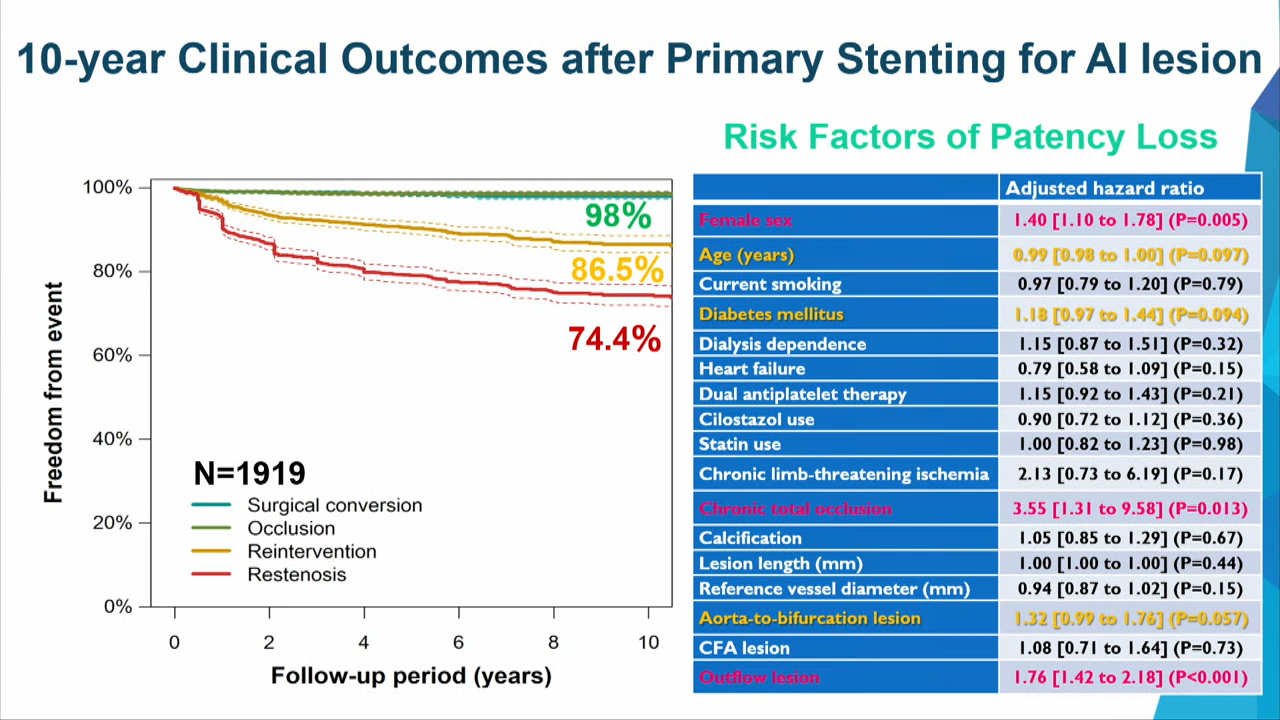 10-year Clinical Outcomes after Primary Stenting for AI lesion
Risk Factors of Patency Loss
Freedom from event
100%
80%
60%
40%
20%
0%
98%
86.5%
74.4%
N=1919
Surgical conversion
Occlusion
Reintervention
Restenosis
0 2 4 6 8 10
Follow-up period (years)
Adjusted hazard ratio
Female sex 1.40 [1.10 to 1.78] (P=0.005)
Age (years) 0.99 [0.98 to 1.00] (P=0.097)
Current smoking 0.97 [0.79 to 1.20] (P=0.79)
Diabetes mellitus 1.18 [0.97 to 1.44] (P=0.094)
Dialysis dependence 1.15 [0.87 to 1.51] (P=0.32)
Heart failure 0.79 [0.58 to 1.09] (P=0.15)
Dual antiplatelet therapy 1.15 [0.92 to 1.43] (P=0.21)
Cilostazol use 0.90 [0.72 to 1.12] (P=0.36)
Statin use 1.00 [0.82 to 1.23] (P=0.98)
Chronic limb-threatening ischemia 2.13 [0.73 to 6.19] (P=0.17)
Chronic total occlusion 3.55 [1.31 to 9.58] (P=0.013)
Calcification 1.05 [0.85 to 1.29] (P=0.67)
Lesion length (mm) 1.00 [1.00 to 1.00] (P=0.44)
Reference vessel diameter (mm) 0.94 [0.87 to 1.02] (P=0.15)
Aorta-to-bifurcation lesion 1.32 [0.99 to 1.76] (P=0.057)
CFA lesion 1.08 [0.71 to 1.64] (P=0.73)
Outflow lesion 1.76 [1.42 to 2.18] (P<0.001)